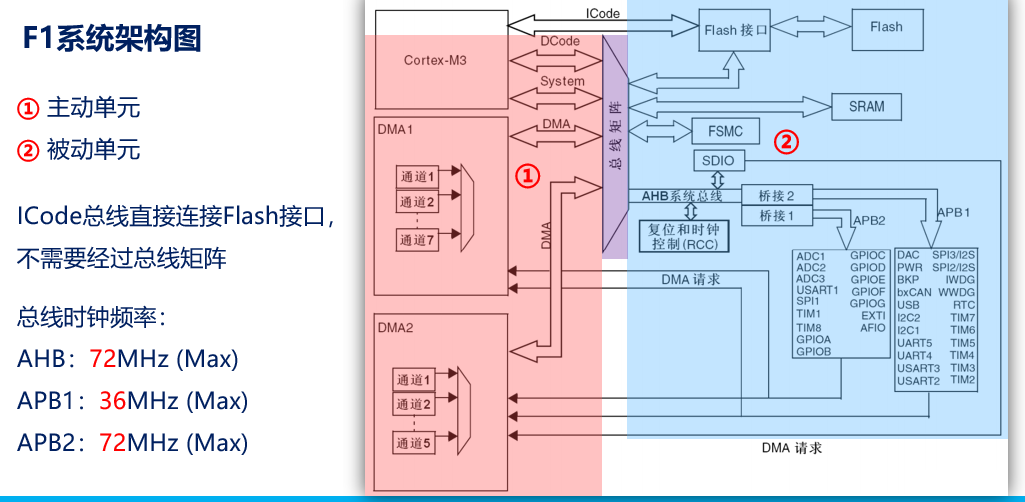 F1系统架构图
① 主动单元
② 被动单元
ICode总线直接连接Flash接口，
不需要经过总线矩阵
总线时钟频率：
AHB：72MHz (Max)
APB1：36MHz (Max)
APB2：72MHz (Max)
ICode
DCode
System
DMA
Cortex-M3
Flash 接口
Flash
SRAM
FSMC
SDIO
②
①
总线矩阵
DMA1
通道1
通道2
通道7
DMA
AHB系统总线
桥接2
桥接1
复位和时钟
控制(RCC)
APB2
APB1
DMA 请求
ADC1
ADC2
ADC3
USART1
SPI1
TIM1
TIM8
GPIOA
GPIOB
GPIOC
GPIOD
GPIOE
GPIOF
GPIOG
EXTI
AFIO
DAC
PWR
BKP
bxCAN
USB
I2C2
I2C1
UART5
UART4
USART3
USART2
SPI3/I2S
SPI2/I2S
IWDG
WWDG
RTC
TIM7
TIM6
TIM5
TIM4
TIM3
TIM2
DMA2
通道1
通道2
通道5
DMA 请求